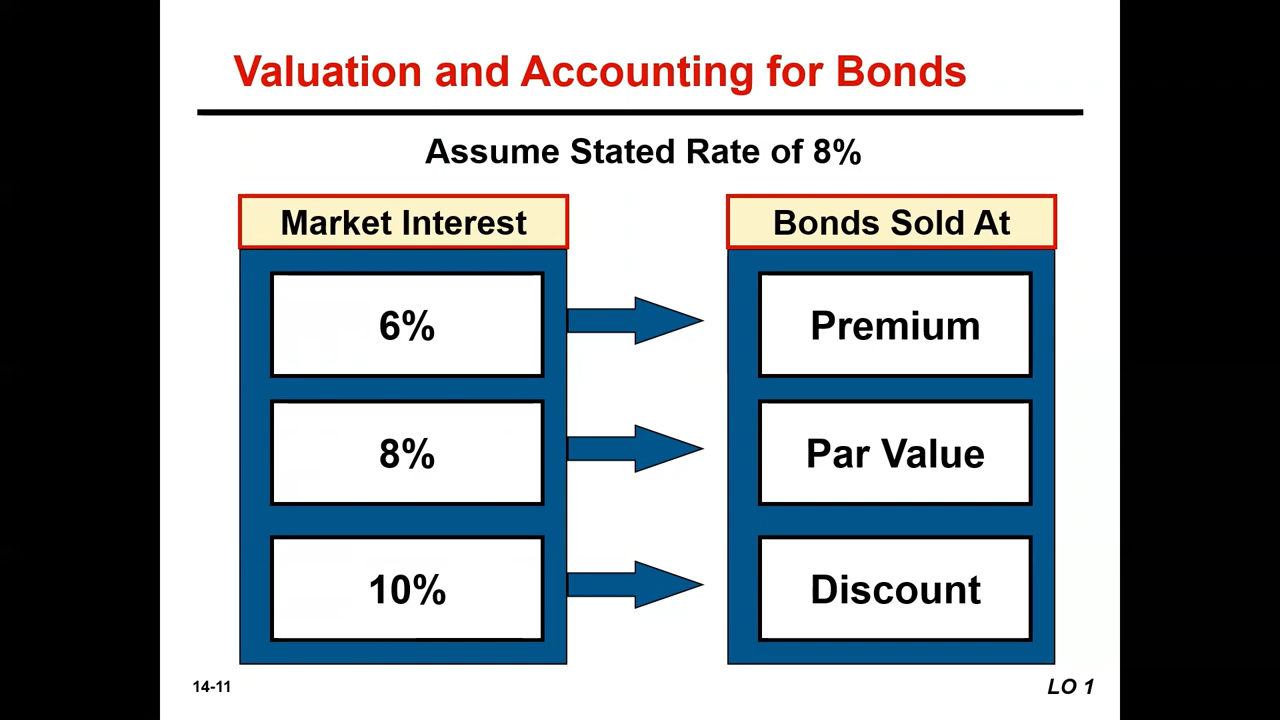 Valuation and Accounting for Bonds
Assume Stated Rate of 8%
Market Interest
Bonds Sold At
6%
Premium
8%
Par Value
10%
Discount
14-11
LO 1